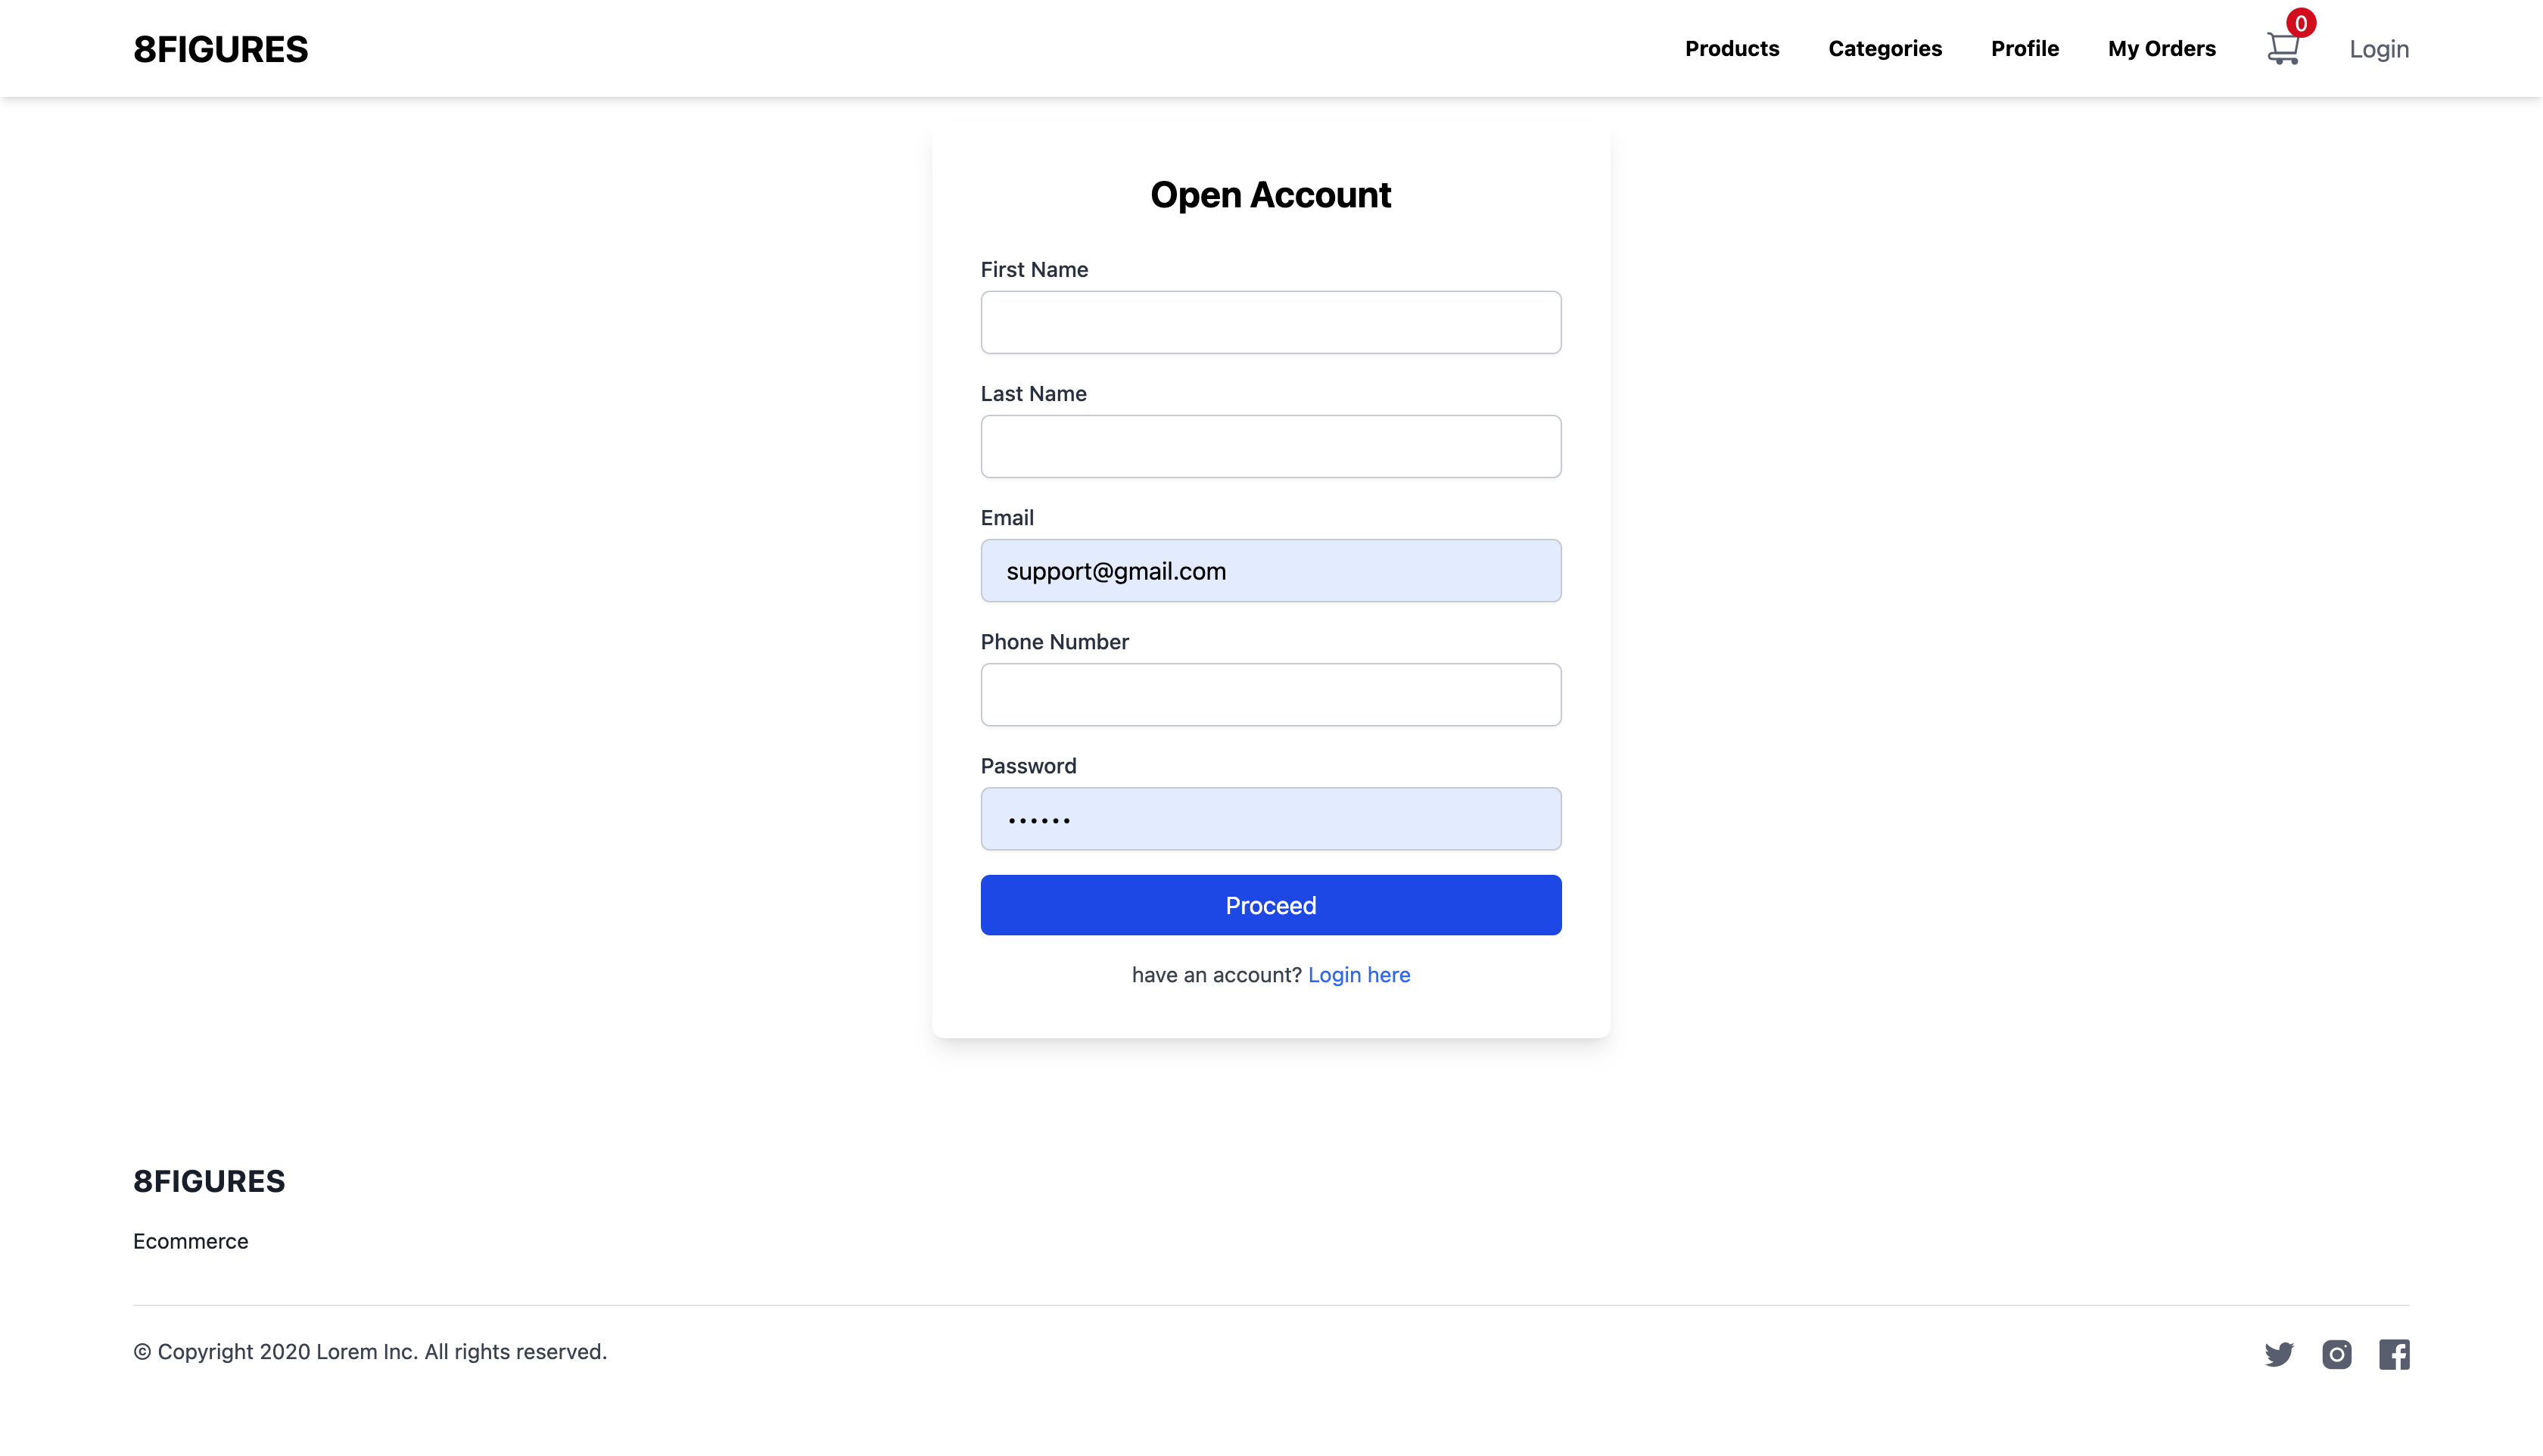 8FIGURES
Products Categories Profile My Orders 0 Login
Open Account
First Name
Last Name
Email
support@gmail.com
Phone Number
Password
••••••
Proceed
have an account? Login here
8FIGURES
Ecommerce
© Copyright 2020 Lorem Inc. All rights reserved.